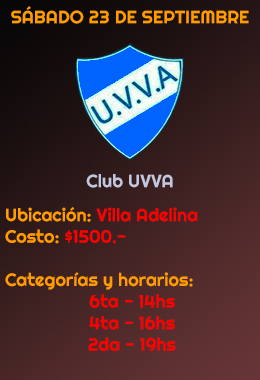 SÁBADO 23 DE SEPTIEMBRE
U.V.V.A
Club UVVA
Ubicación: Villa Adelina
Costo: $1500.-
Categorías y horarios:
6ta - 14hs
4ta - 16hs
2da - 19hs